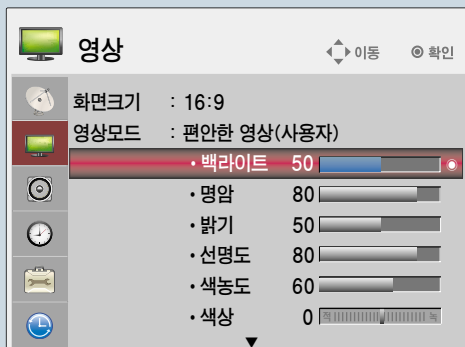 영상 이동 확인
화면크기 : 16:9
영상모드 : 편안한 영상(사용자)
• 백라이트 50
• 명암 80
• 밝기 50
• 선명도 80
• 색농도 60
• 색상 0 적 녹